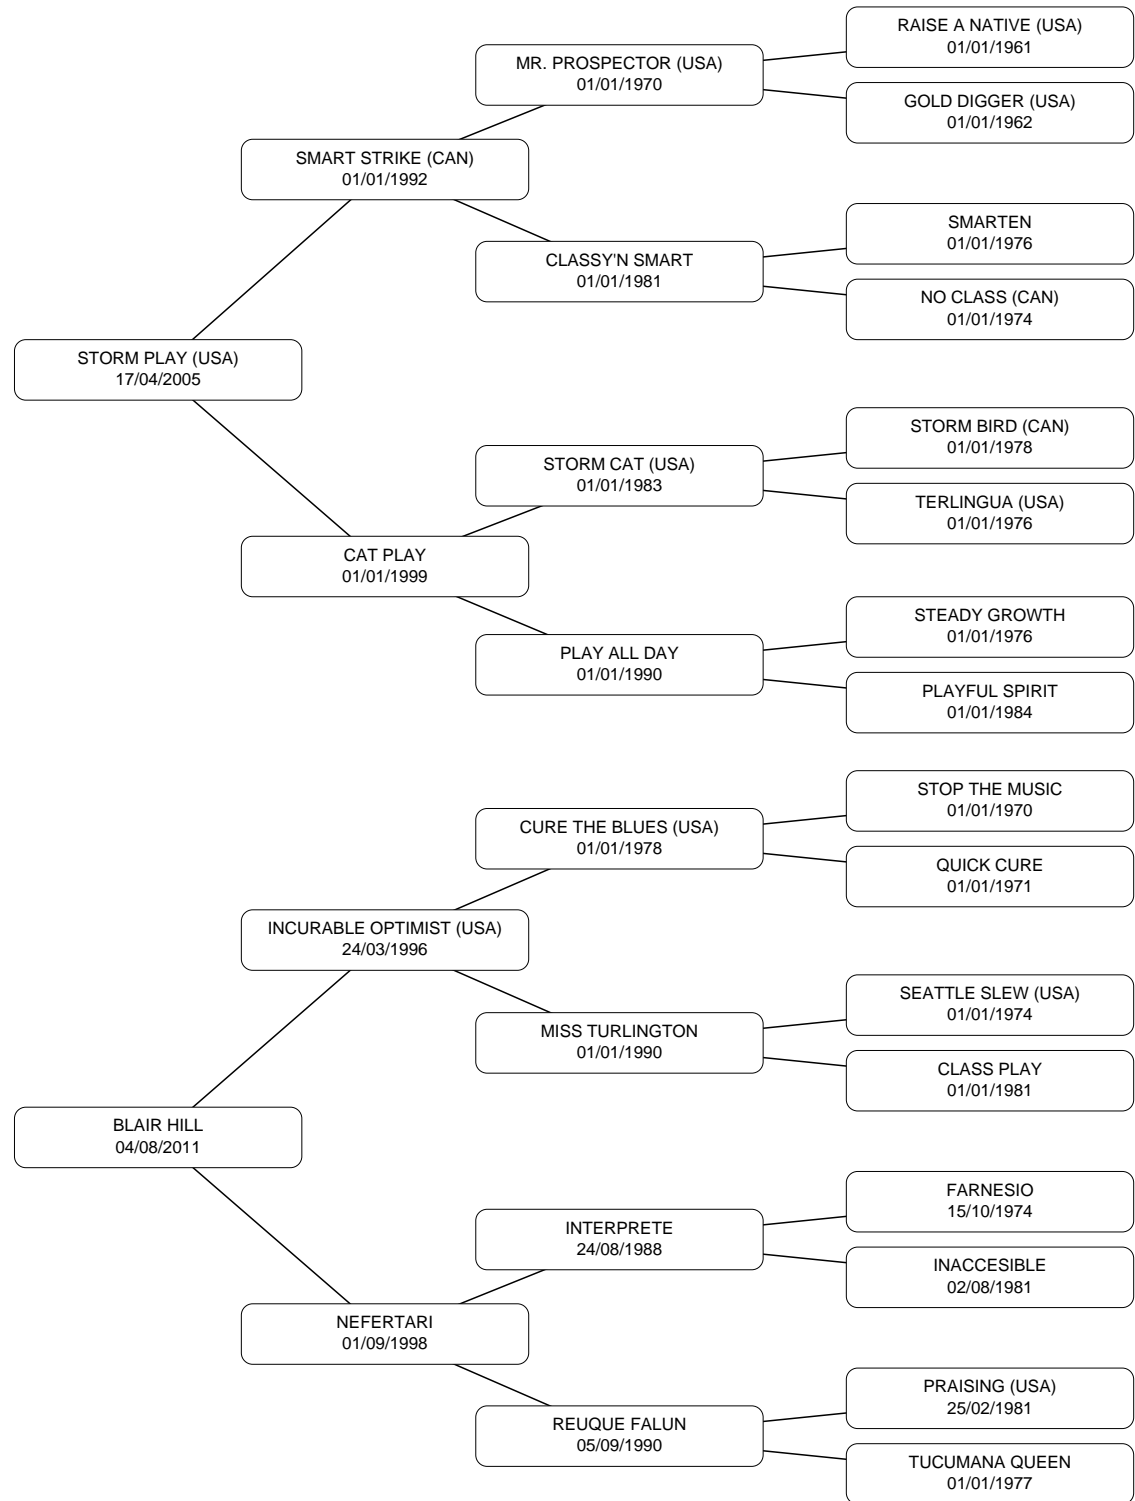 RAISE A NATIVE (USA)
01/01/1961
MR. PROSPECTOR (USA)
01/01/1970
GOLD DIGGER (USA)
01/01/1962
SMART STRIKE (CAN)
01/01/1992
SMARTEN
01/01/1976
CLASSY'N SMART
01/01/1981
NO CLASS (CAN)
01/01/1974
STORM PLAY (USA)
17/04/2005
STORM BIRD (CAN)
01/01/1978
STORM CAT (USA)
01/01/1983
TERLINGUA (USA)
01/01/1976
CAT PLAY
01/01/1999
STEADY GROWTH
01/01/1976
PLAY ALL DAY
01/01/1990
PLAYFUL SPIRIT
01/01/1984
STOP THE MUSIC
01/01/1970
CURE THE BLUES (USA)
01/01/1978
QUICK CURE
01/01/1971
INCURABLE OPTIMIST (USA)
24/03/1996
SEATTLE SLEW (USA)
01/01/1974
MISS TURLINGTON
01/01/1990
CLASS PLAY
01/01/1981
BLAIR HILL
04/08/2011
FARNESIO
15/10/1974
INTERPRETE
24/08/1988
INACCESIBLE
02/08/1981
NEFERTARI
01/09/1998
PRAISING (USA)
25/02/1981
REUQUE FALUN
05/09/1990
TUCUMANA QUEEN
01/01/1977